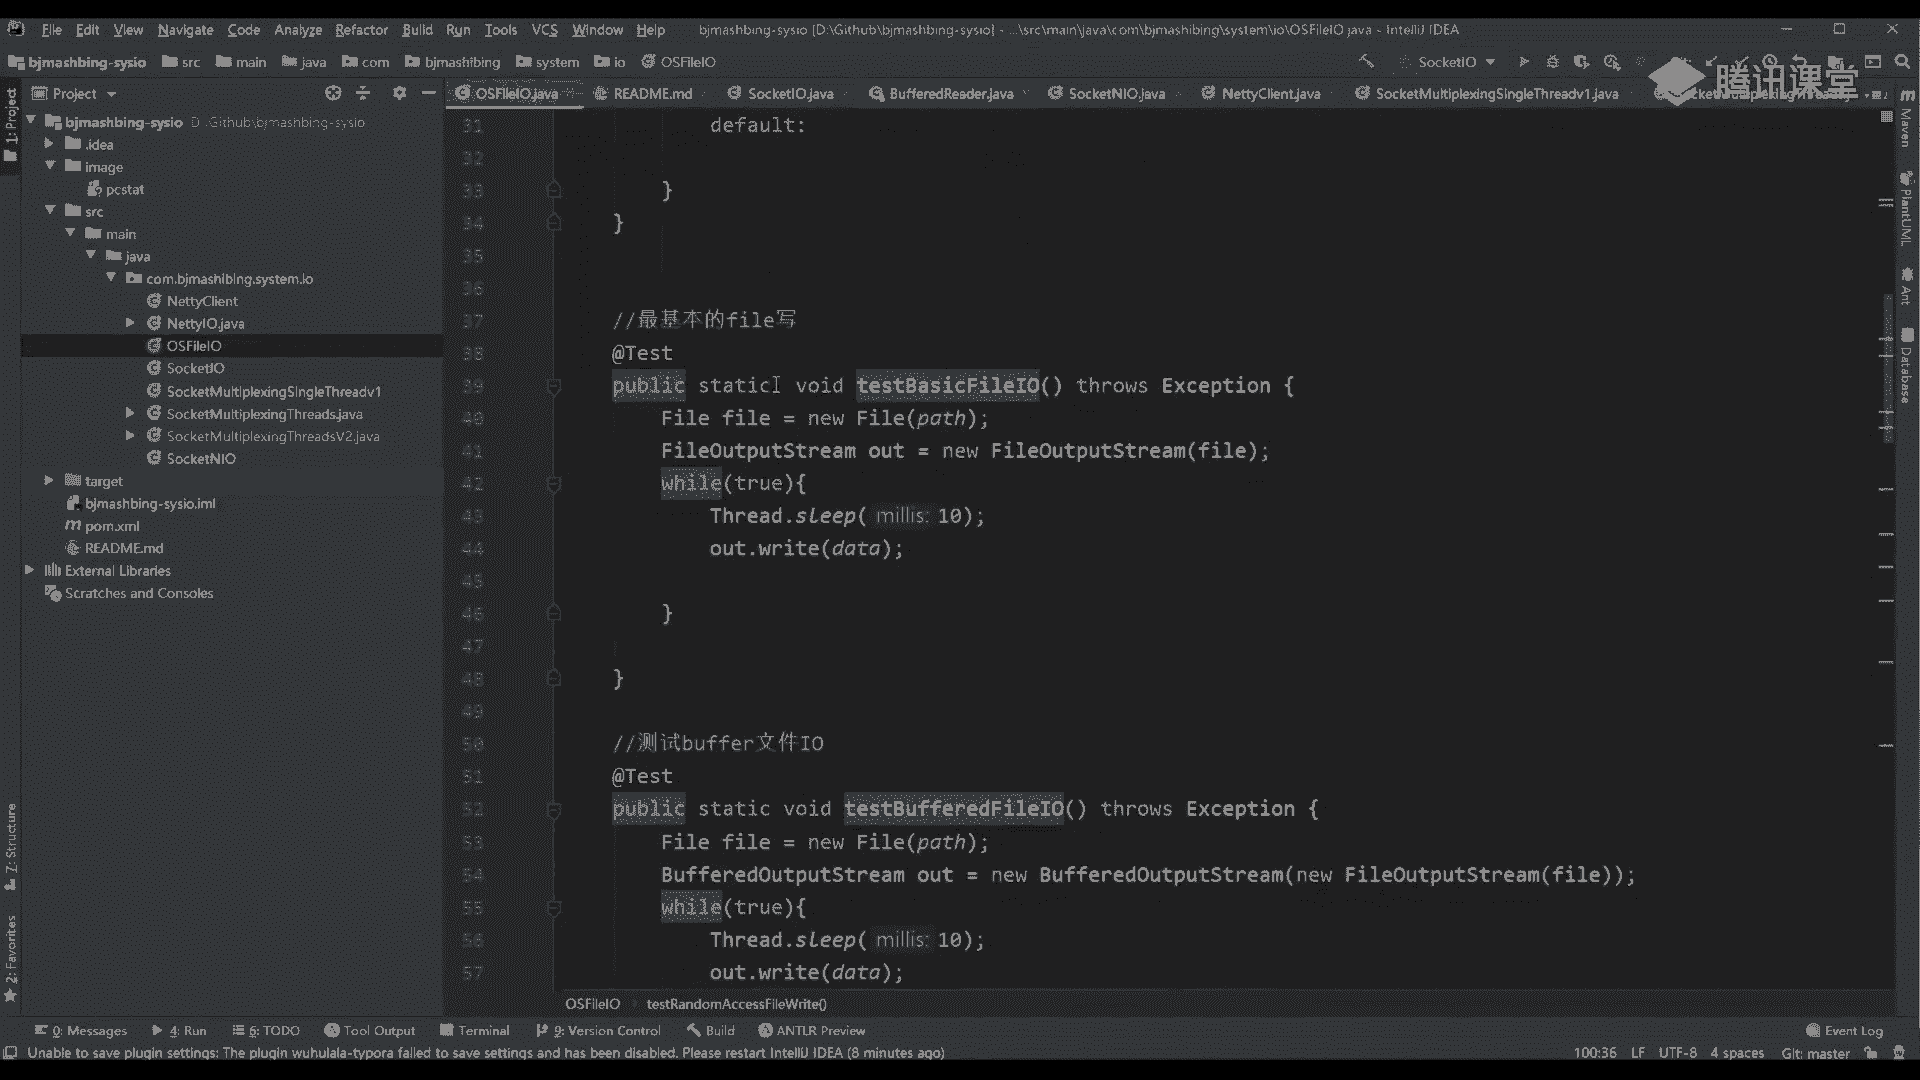 File Edit View Navigate Code Analyze Refactor Build Run Tools VCS Window Help bjmashbing-sysio [D:\Github\bjmashbing-sysio] - ...\src\main\java\com\bjmashibing\system\io\OSFileIO.java - IntelliJ IDEA
bjmashbing-sysio src main java com bjmashibing system io OSFileIO SocketIO
腾讯课堂
Project OSFileIO.java README.md SocketIO.java BufferedReader.java SocketNIO.java NettyClient.java SocketMultiplexingSingleThreadv1.java
1: Project
bjmashbing-sysio D:\Github\bjmashbing-sysio
.idea
image
pcstat
src
main
java
com.bjmashibing.system.io
NettyClient
NettyIO.java
OSFileIO
SocketIO
SocketMultiplexingSingleThreadv1
SocketMultiplexingThreads.java
SocketMultiplexingThreadsV2.java
SocketNIO
target
bjmashbing-sysio.iml
pom.xml
README.md
External Libraries
Scratches and Consoles
Z: Structure
2: Favorites
31 default:
32
33 }
34 }
35
36
37 //最基本的file写
38 @Test
39 public static void testBasicFileIO() throws Exception {
40 File file = new File(path);
41 FileOutputStream out = new FileOutputStream(file);
42 while(true){
43 Thread.sleep( millis: 10);
44 out.write(data);
45
46 }
47
48 }
49
50 //测试buffer文件IO
51 @Test
52 public static void testBufferedFileIO() throws Exception {
53 File file = new File(path);
54 BufferedOutputStream out = new BufferedOutputStream(new FileOutputStream(file));
55 while(true){
56 Thread.sleep( millis: 10);
57 out.write(data);
OSFileIO testRandomAccessFileWrite()
Maven
PlantUML
Ant
Database
0: Messages 4: Run 6: TODO Tool Output Terminal 9: Version Control Build ANTLR Preview Event Log
Unable to save plugin settings: The plugin wuhulala-typora failed to save settings and has been disabled. Please restart IntelliJ IDEA (8 minutes ago) 100:36 LF UTF-8 4 spaces Git: master